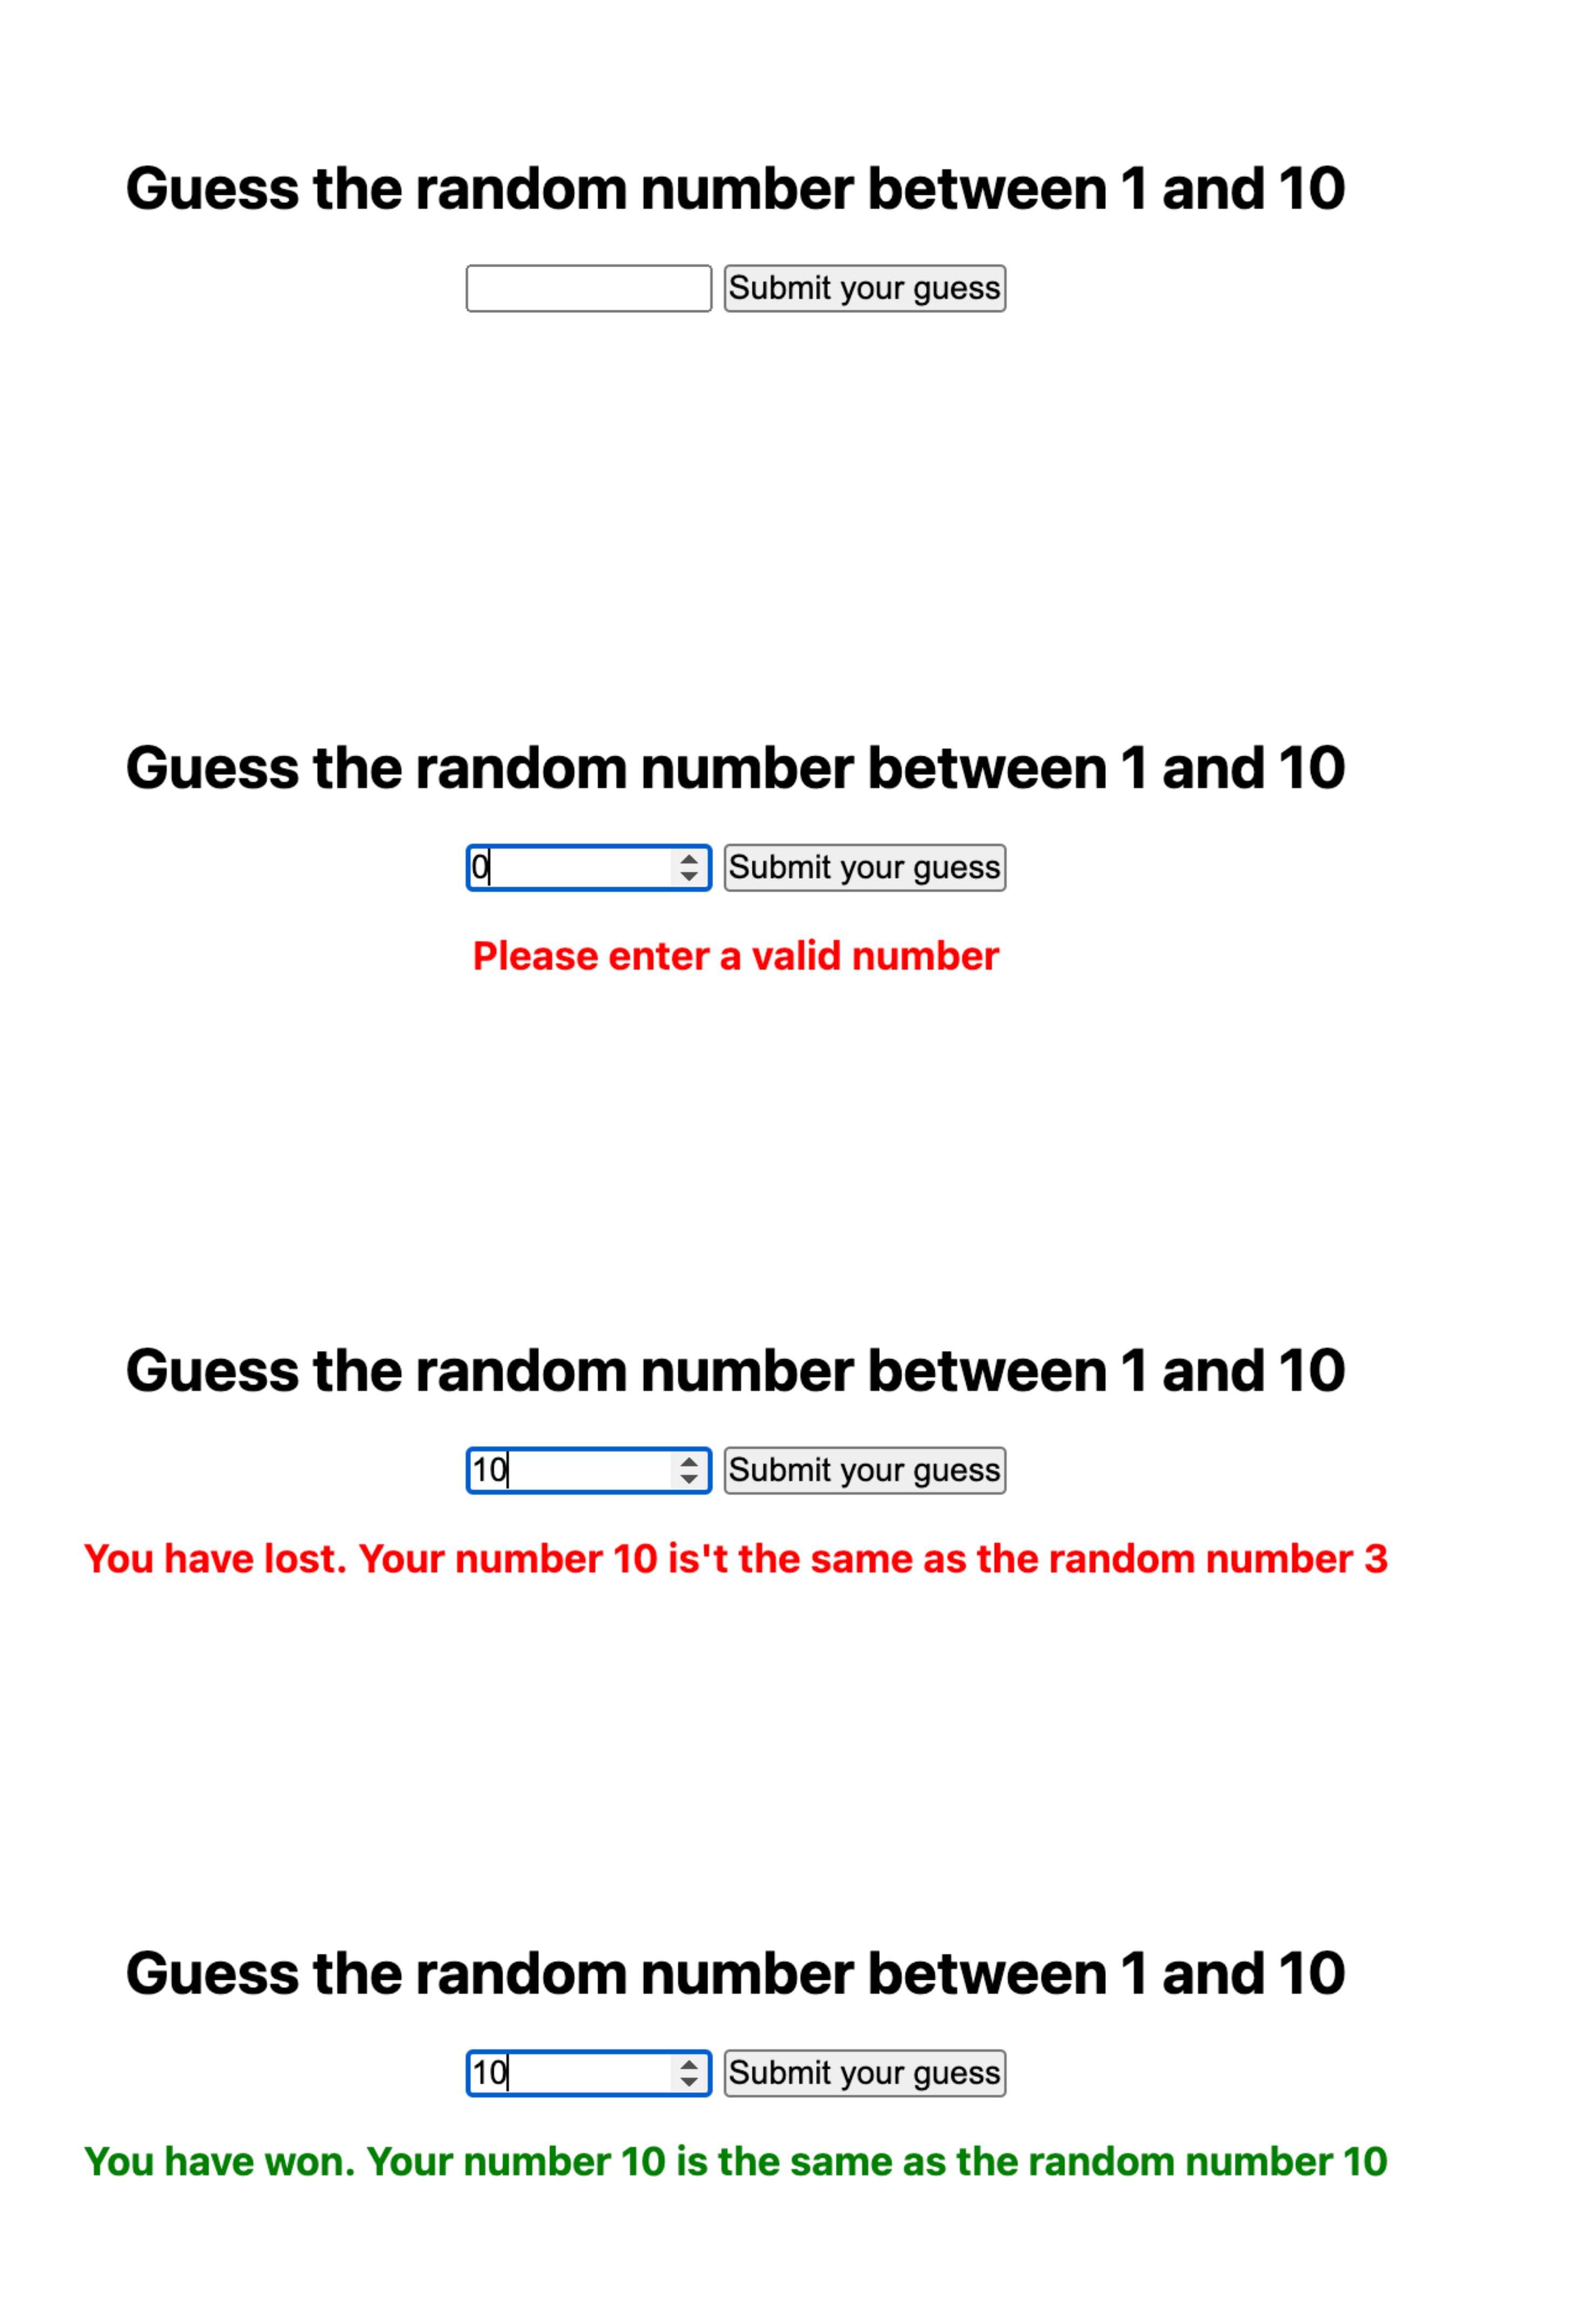 Guess the random number between 1 and 10
Submit your guess
Guess the random number between 1 and 10
0 Submit your guess
Please enter a valid number
Guess the random number between 1 and 10
10 Submit your guess
You have lost. Your number 10 is't the same as the random number 3
Guess the random number between 1 and 10
10 Submit your guess
You have won. Your number 10 is the same as the random number 10